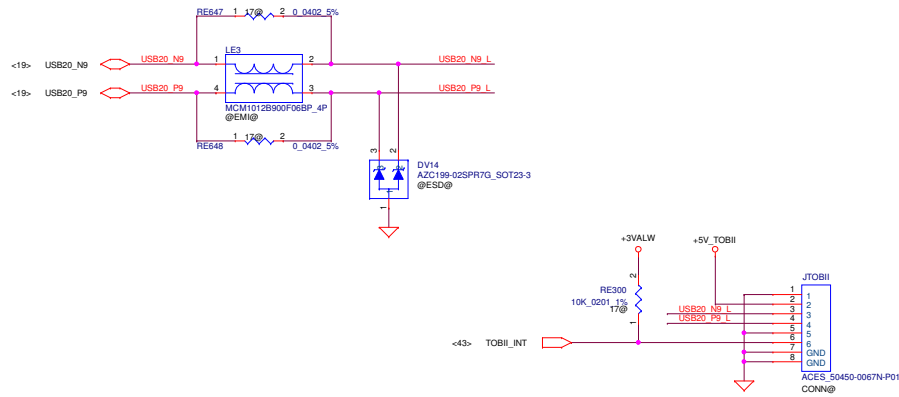 RE647 1 17@ 2 0_0402_5%
LE3
<19> USB20_N9 USB20_N9 1 2 USB20_N9_L
<19> USB20_P9 USB20_P9 4 3 USB20_P9_L
MCM1012B900F06BP_4P
@EMI@
1 17@ 2
RE648 0_0402_5%
3 2
DV14
AZC199-02SPR7G_SOT23-3
@ESD@
1
+3VALW +5V_TOBII
2
RE300
10K_0201_1%
17@
1
JTOBII
1 1
2 2
USB20_N9_L 3 3
USB20_P9_L 4 4
5 5
<43> TOBII_INT 6 6
7 GND
8 GND
ACES_50450-0067N-P01
CONN@